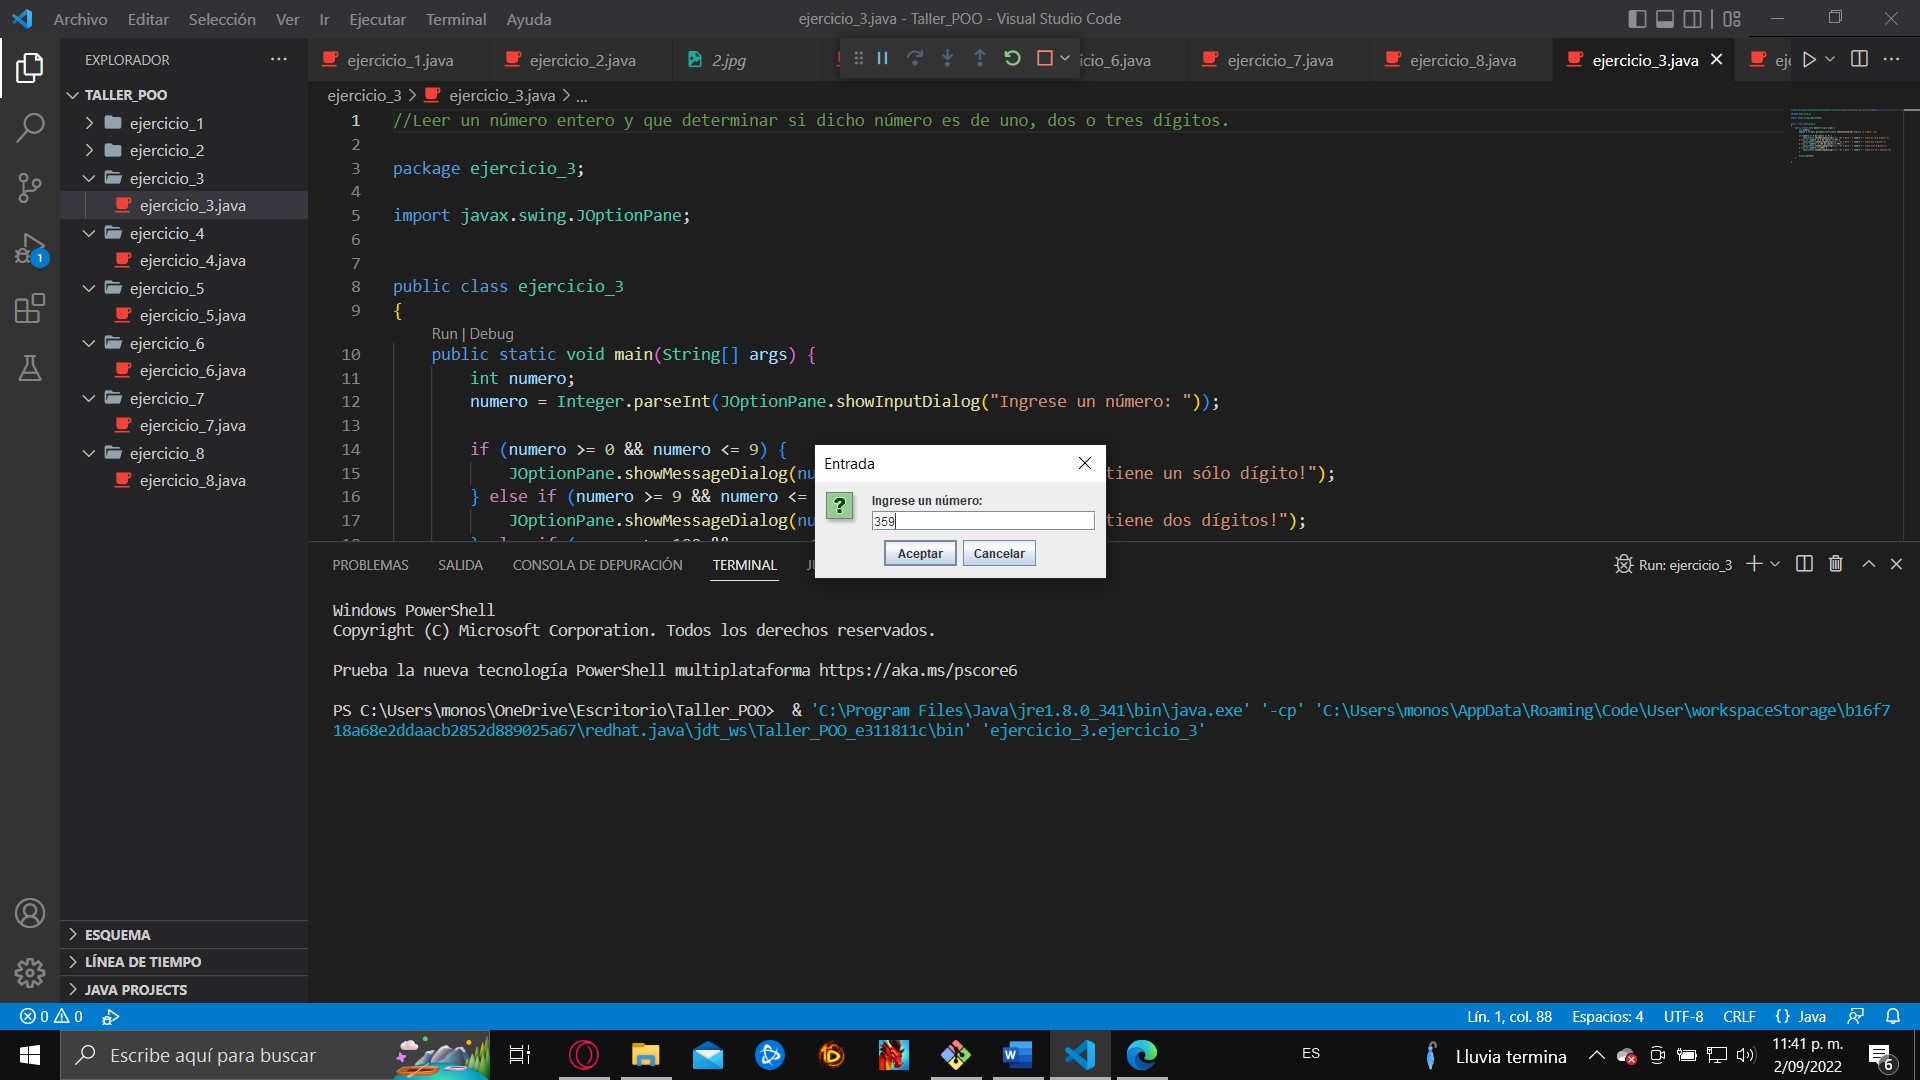 Archivo Editar Selección Ver Ir Ejecutar Terminal Ayuda
ejercicio_3.java - Taller_POO - Visual Studio Code
EXPLORADOR
TALLER_POO
ejercicio_1
ejercicio_2
ejercicio_3
ejercicio_3.java
ejercicio_4
ejercicio_4.java
ejercicio_5
ejercicio_5.java
ejercicio_6
ejercicio_6.java
ejercicio_7
ejercicio_7.java
ejercicio_8
ejercicio_8.java
ESQUEMA
LÍNEA DE TIEMPO
JAVA PROJECTS
1
ejercicio_1.java ejercicio_2.java 2.jpg icio_6.java ejercicio_7.java ejercicio_8.java ejercicio_3.java
ejercicio_3 > ejercicio_3.java > ...
1 //Leer un número entero y que determinar si dicho número es de uno, dos o tres dígitos.
2
3 package ejercicio_3;
4
5 import javax.swing.JOptionPane;
6
7
8 public class ejercicio_3
9 {
Run | Debug
10 public static void main(String[] args) {
11 int numero;
12 numero = Integer.parseInt(JOptionPane.showInputDialog("Ingrese un número: "));
13
14 if (numero >= 0 && numero <= 9) {
15 JOptionPane.showMessageDialog(nu tiene un sólo dígito!");
16 } else if (numero >= 9 && numero <=
17 JOptionPane.showMessageDialog(nu tiene dos dígitos!");
Entrada
?
Ingrese un número:
359
Aceptar Cancelar
PROBLEMAS SALIDA CONSOLA DE DEPURACIÓN TERMINAL
Run: ejercicio_3
Windows PowerShell
Copyright (C) Microsoft Corporation. Todos los derechos reservados.
Prueba la nueva tecnología PowerShell multiplataforma https://aka.ms/pscore6
PS C:\Users\monos\OneDrive\Escritorio\Taller_POO> & 'C:\Program Files\Java\jre1.8.0_341\bin\java.exe' '-cp' 'C:\Users\monos\AppData\Roaming\Code\User\workspaceStorage\b16f7
18a68e2ddaacb2852d889025a67\redhat.java\jdt_ws\Taller_POO_e311811c\bin' 'ejercicio_3.ejercicio_3'
0 0
Lín. 1, col. 88 Espacios: 4 UTF-8 CRLF {} Java
Escribe aquí para buscar
W
ES
Lluvia termina
11:41 p. m.
2/09/2022
6